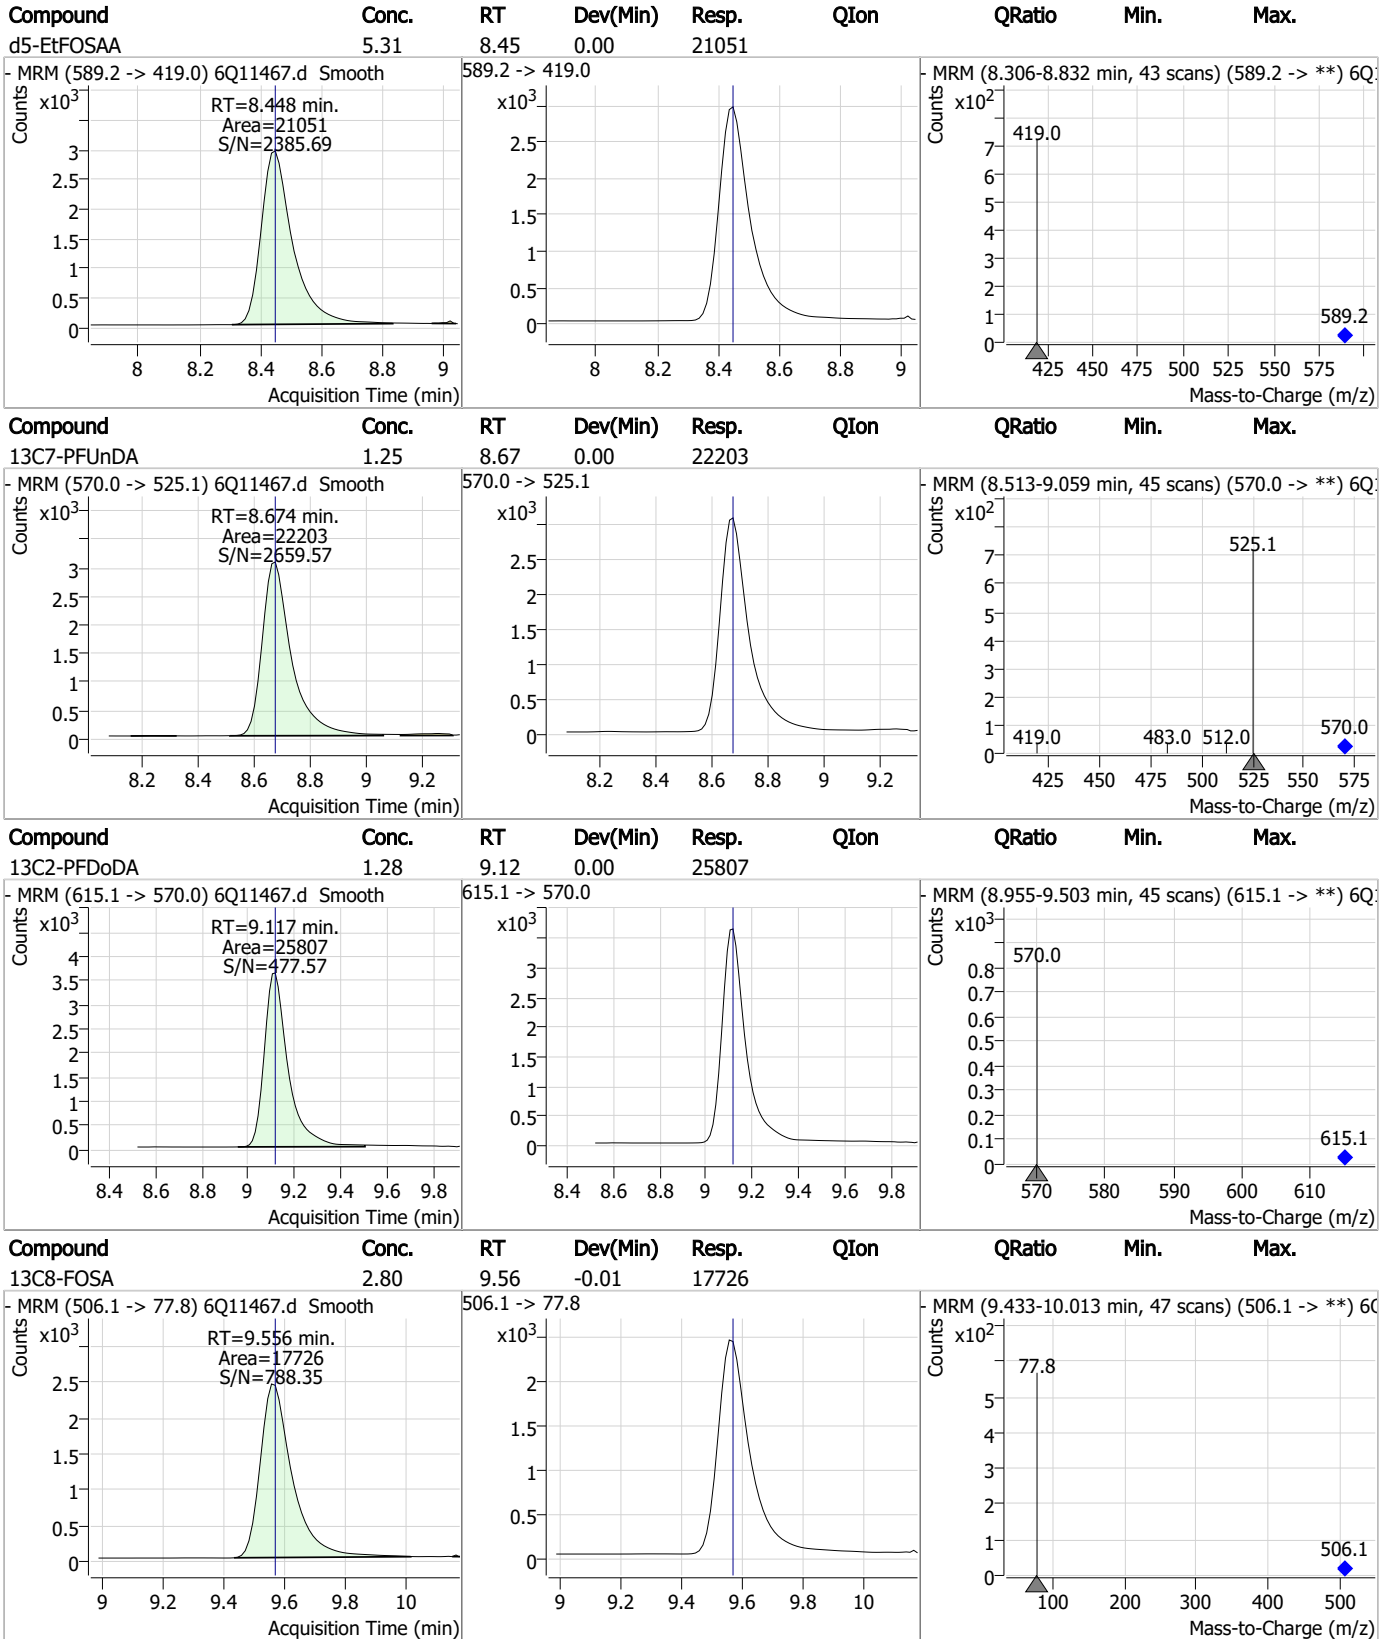 Compound Conc. RT Dev(Min) Resp. QIon QRatio Min. Max.
d5-EtFOSAA 5.31 8.45 0.00 21051
- MRM (589.2 -> 419.0) 6Q11467.d Smooth
Counts
x103
RT=8.448 min.
Area=21051
S/N=2385.69
3
2.5
2
1.5
1
0.5
0
8 8.2 8.4 8.6 8.8 9
Acquisition Time (min)
589.2 -> 419.0
x103
2.5
2
1.5
1
0.5
0
8 8.2 8.4 8.6 8.8 9
- MRM (8.306-8.832 min, 43 scans) (589.2 -> **) 6Q
Counts
x102
419.0
7
6
5
4
3
2
1
0
589.2
425 450 475 500 525 550 575
Mass-to-Charge (m/z)
Compound Conc. RT Dev(Min) Resp. QIon QRatio Min. Max.
13C7-PFUnDA 1.25 8.67 0.00 22203
- MRM (570.0 -> 525.1) 6Q11467.d Smooth
Counts
x103
RT=8.674 min.
Area=22203
S/N=2659.57
3
2.5
2
1.5
1
0.5
0
8.2 8.4 8.6 8.8 9 9.2
Acquisition Time (min)
570.0 -> 525.1
x103
2.5
2
1.5
1
0.5
0
8.2 8.4 8.6 8.8 9 9.2
- MRM (8.513-9.059 min, 45 scans) (570.0 -> **) 6Q
Counts
x102
525.1
7
6
5
4
3
2
1
0
419.0 483.0 512.0 570.0
425 450 475 500 525 550 575
Mass-to-Charge (m/z)
Compound Conc. RT Dev(Min) Resp. QIon QRatio Min. Max.
13C2-PFDoDA 1.28 9.12 0.00 25807
- MRM (615.1 -> 570.0) 6Q11467.d Smooth
Counts
x103
RT=9.117 min.
Area=25807
S/N=477.57
4
3.5
3
2.5
2
1.5
1
0.5
0
8.4 8.6 8.8 9 9.2 9.4 9.6 9.8
Acquisition Time (min)
615.1 -> 570.0
x103
3
2.5
2
1.5
1
0.5
0
8.4 8.6 8.8 9 9.2 9.4 9.6 9.8
- MRM (8.955-9.503 min, 45 scans) (615.1 -> **) 6Q
Counts
x103
570.0
0.8
0.7
0.6
0.5
0.4
0.3
0.2
0.1
0
615.1
570 580 590 600 610
Mass-to-Charge (m/z)
Compound Conc. RT Dev(Min) Resp. QIon QRatio Min. Max.
13C8-FOSA 2.80 9.56 -0.01 17726
- MRM (506.1 -> 77.8) 6Q11467.d Smooth
Counts
x103
RT=9.556 min.
Area=17726
S/N=788.35
2.5
2
1.5
1
0.5
0
9 9.2 9.4 9.6 9.8 10
Acquisition Time (min)
506.1 -> 77.8
x103
2
1.5
1
0.5
0
9 9.2 9.4 9.6 9.8 10
- MRM (9.433-10.013 min, 47 scans) (506.1 -> **) 6
Counts
x102
77.8
5
4
3
2
1
0
506.1
100 200 300 400 500
Mass-to-Charge (m/z)